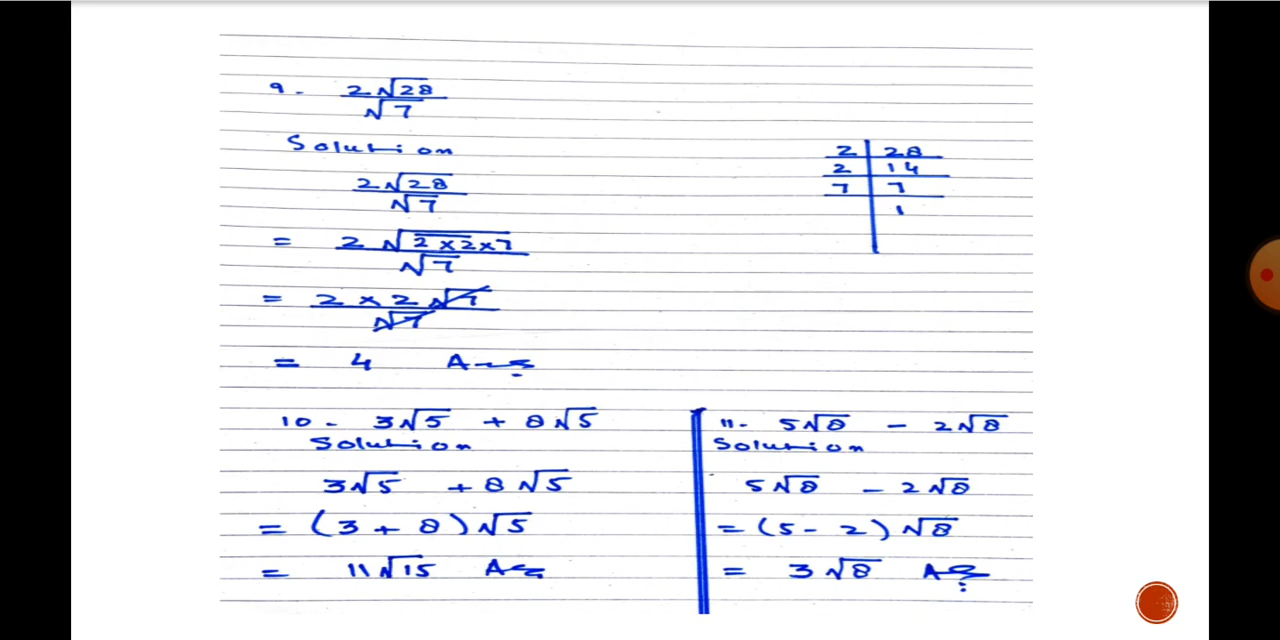 9. 2√28 / √7
Solution
2√28 / √7
= 2√2×2×7 / √7
= 2×2√7 / √7
= 4 Ans
2 | 28
2 | 14
7 | 7
1
10. 3√5 + 8√5
Solution
3√5 + 8√5
= (3 + 8)√5
= 11√15 Ans
11. 5√8 - 2√8
Solution
5√8 - 2√8
= (5 - 2)√8
= 3√8 Ans